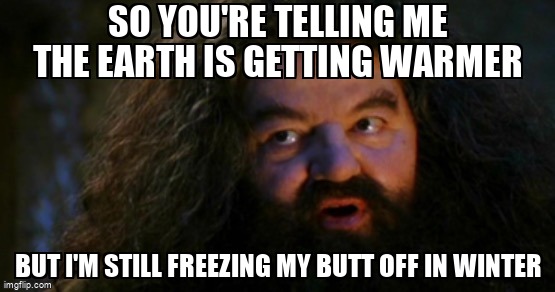 SO YOU'RE TELLING ME
THE EARTH IS GETTING WARMER
BUT I'M STILL FREEZING MY BUTT OFF IN WINTER
imgflip.com